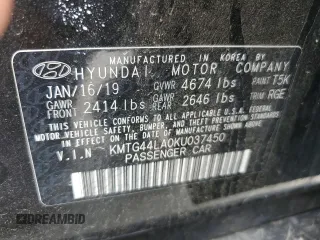 MANUFACTURED IN KOREA BY
HYUNDAI MOTOR COMPANY
JAN/16/19 GVWR 4674 lbs PAINT T5K
GAWR FRONT 2414 lbs GAWR REAR 2646 lbs TRIM RGE
THIS VEHICLE CONFORMS TO ALL APPLICABLE
FEDERAL MOTOR VEHICLE SAFETY
BUMPER, AND THEFT PREVENTION STANDARDS
IN EFFECT ON THE DATE OF MANUFACTURE
SHOWN ABOVE.
V.I.N KMTG44LA0KU037450
PASSENGER CAR
DREAMBID